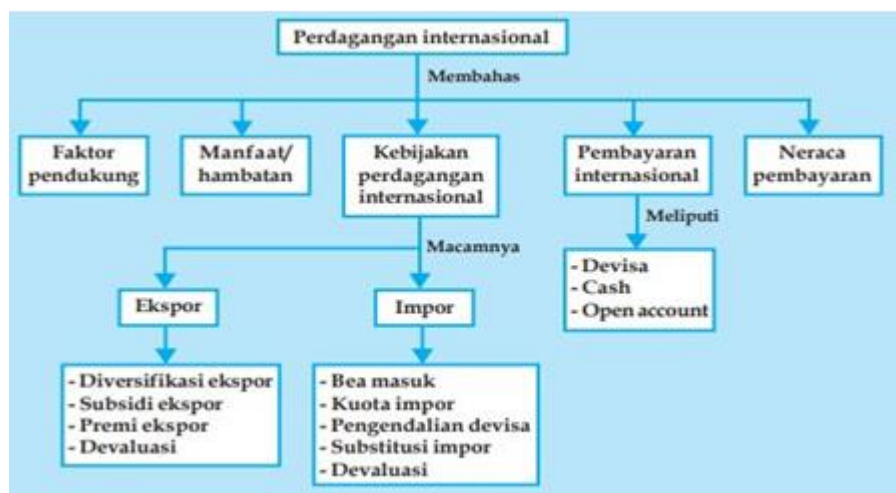 Perdagangan internasional
Membahas
Faktor
pendukung
Manfaat/
hambatan
Kebijakan
perdagangan
internasional
Pembayaran
internasional
Neraca
pembayaran
Macamnya
Meliputi
Ekspor
Impor
- Devisa
- Cash
- Open account
- Diversifikasi ekspor
- Subsidi ekspor
- Premi ekspor
- Devaluasi
- Bea masuk
- Kuota impor
- Pengendalian devisa
- Substitusi impor
- Devaluasi